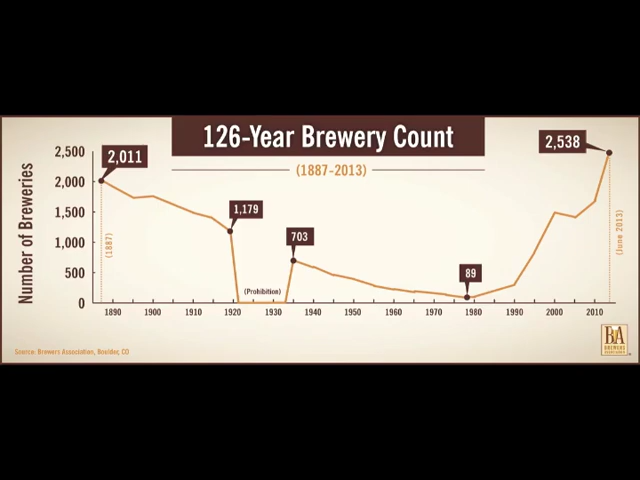 126-Year Brewery Count
(1887-2013)
Number of Breweries
2,500
2,000
1,500
1,000
500
0
2,011
(1887)
1,179
(Prohibition)
703
89
2,538
(June 2013)
1890 1900 1910 1920 1930 1940 1950 1960 1970 1980 1990 2000 2010
Source: Brewers Association, Boulder, CO
BA
BREWERS
ASSOCIATION